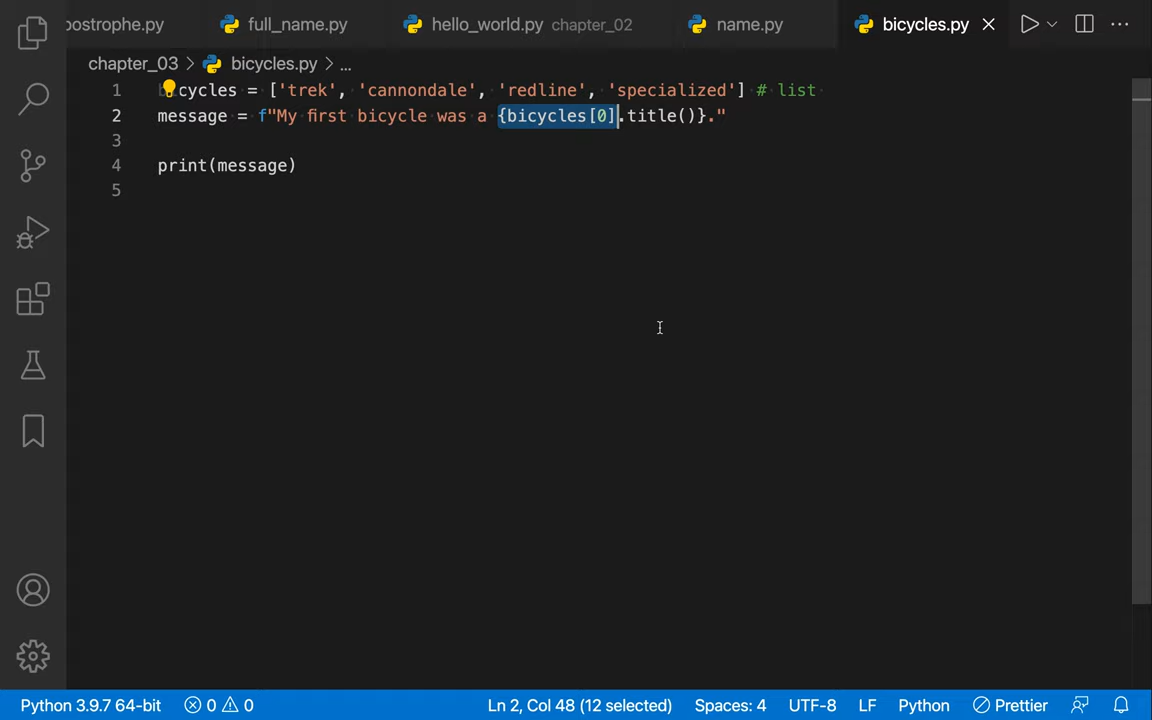 postrophe.py full_name.py hello_world.py chapter_02 name.py bicycles.py
chapter_03 > bicycles.py > ...
1 bicycles = ['trek', 'cannondale', 'redline', 'specialized'] # list
2 message = f"My first bicycle was a {bicycles[0].title()}."
3
4 print(message)
5
Python 3.9.7 64-bit 0 0 Ln 2, Col 48 (12 selected) Spaces: 4 UTF-8 LF Python Prettier